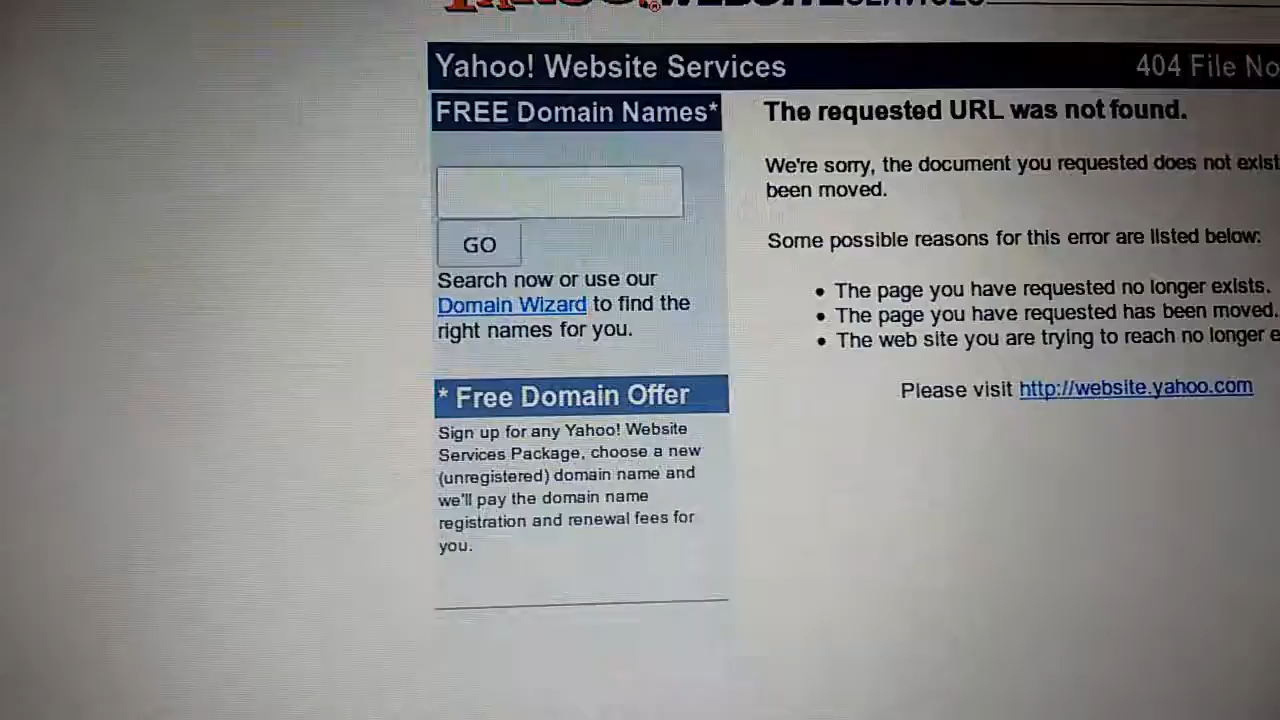 YAHOO! WEBSITE SERVICES
Yahoo! Website Services
404 File No
FREE Domain Names*
GO
Search now or use our
Domain Wizard to find the
right names for you.
* Free Domain Offer
Sign up for any Yahoo! Website
Services Package, choose a new
(unregistered) domain name and
we'll pay the domain name
registration and renewal fees for
you.
The requested URL was not found.
We're sorry, the document you requested does not exist
been moved.
Some possible reasons for this error are listed below:
• The page you have requested no longer exists.
• The page you have requested has been moved.
• The web site you are trying to reach no longer e
Please visit http://website.yahoo.com